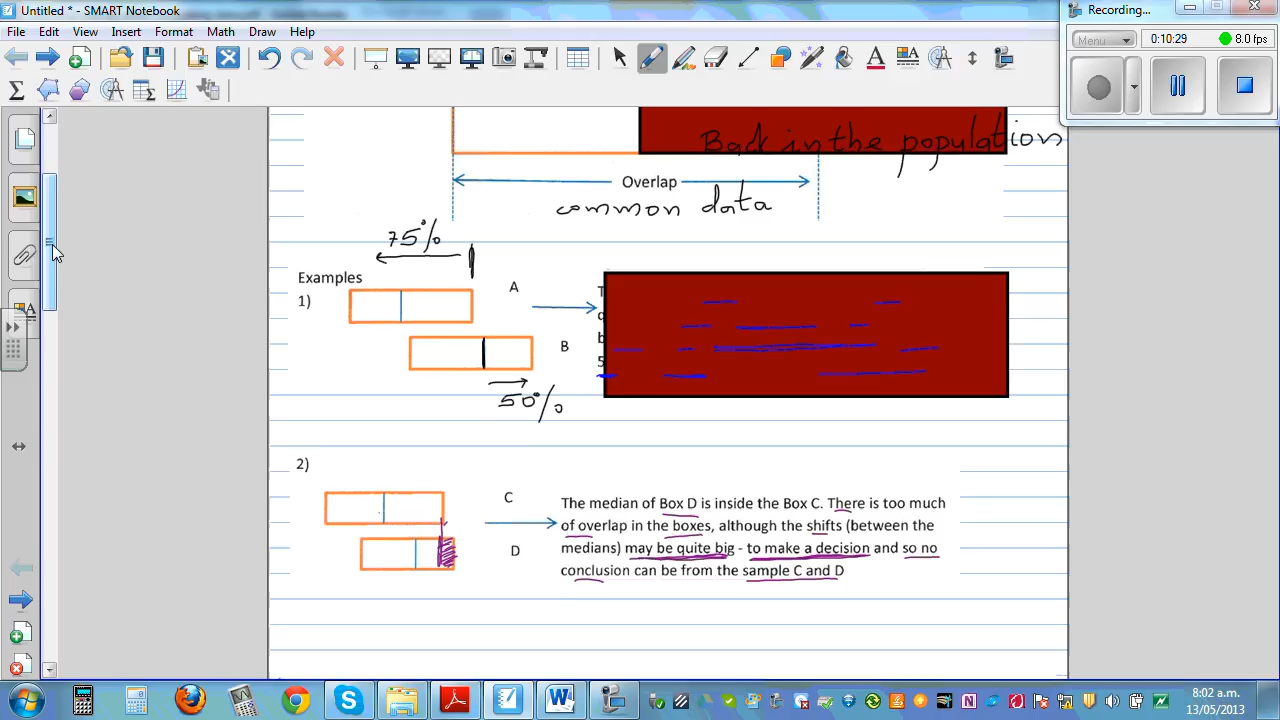 Untitled * - SMART Notebook
Recording...
File Edit View Insert Format Math Draw Help
Menu
0:10:29
8.0 fps
Back in the population
Overlap
common data
75%
Examples
1)
A
T
q
b
B
5
50%
2)
C
The median of Box D is inside the Box C. There is too much
of overlap in the boxes, although the shifts (between the
medians) may be quite big - to make a decision and so no
D
conclusion can be from the sample C and D
8:02 a.m.
13/05/2013